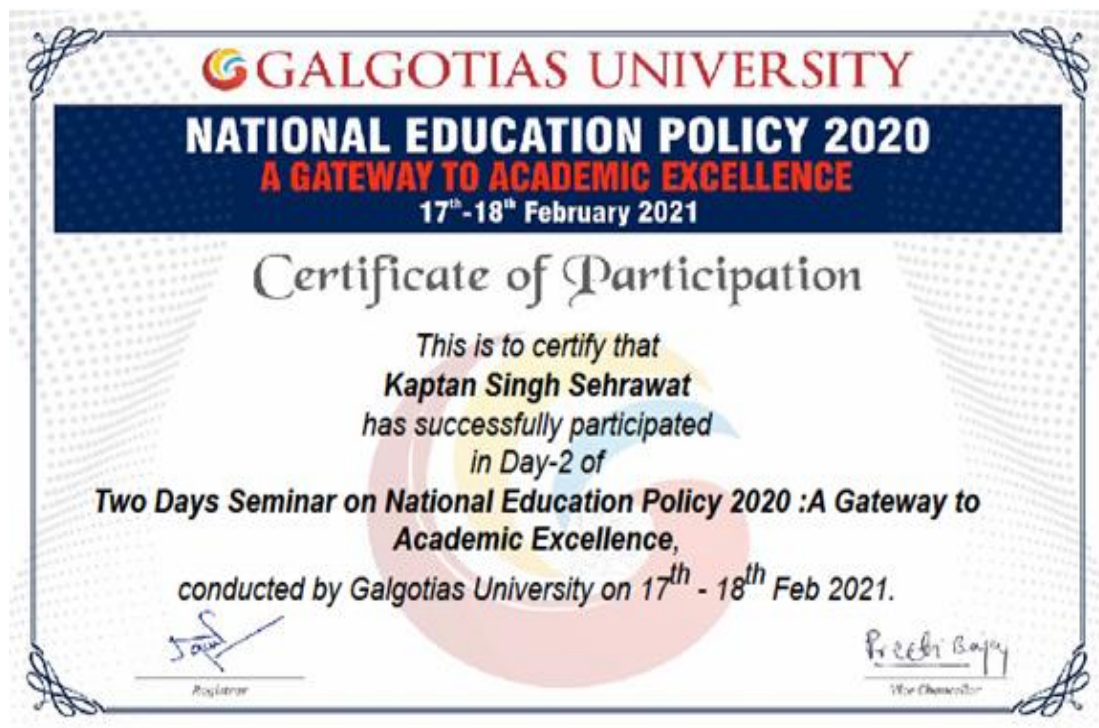 GALGOTIAS UNIVERSITY
NATIONAL EDUCATION POLICY 2020
A GATEWAY TO ACADEMIC EXCELLENCE
17th-18th February 2021
Certificate of Participation
This is to certify that
Kaptan Singh Sehrawat
has successfully participated
in Day-2 of
Two Days Seminar on National Education Policy 2020 :A Gateway to
Academic Excellence,
conducted by Galgotias University on 17th - 18th Feb 2021.
Preeti Bajaj
Registrar
Vice Chancellor